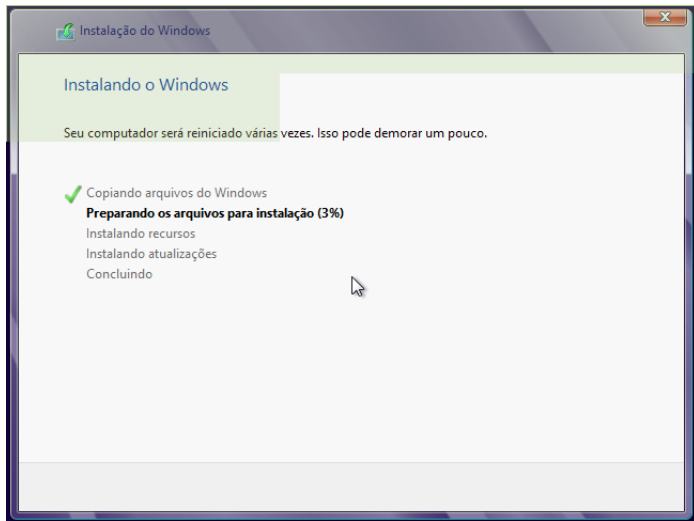 Instalação do Windows
Instalando o Windows
Seu computador será reiniciado várias vezes. Isso pode demorar um pouco.
Copiando arquivos do Windows
Preparando os arquivos para instalação (3%)
Instalando recursos
Instalando atualizações
Concluindo